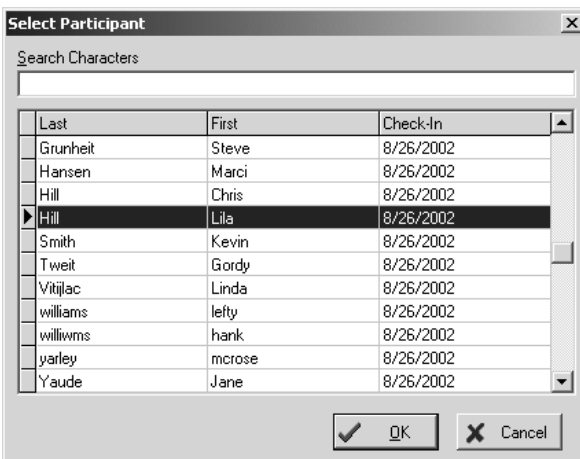 Select Participant
Search Characters
Last First Check-In
Grunheit Steve 8/26/2002
Hansen Marci 8/26/2002
Hill Chris 8/26/2002
Hill Lila 8/26/2002
Smith Kevin 8/26/2002
Tweit Gordy 8/26/2002
Vitijlac Linda 8/26/2002
williams lefty 8/26/2002
williwms hank 8/26/2002
yarley mcrose 8/26/2002
Yaude Jane 8/26/2002
OK Cancel